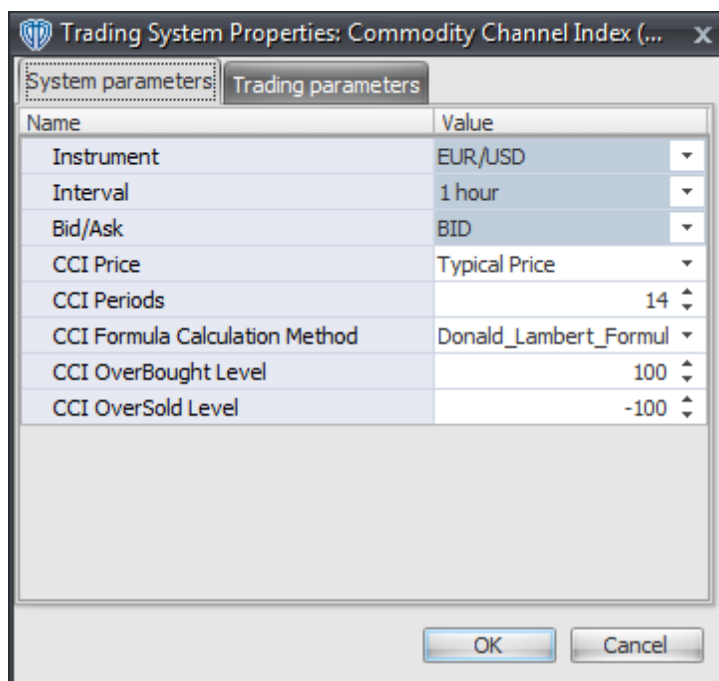 Trading System Properties: Commodity Channel Index (...
System parameters Trading parameters
Name Value
Instrument EUR/USD
Interval 1 hour
Bid/Ask BID
CCI Price Typical Price
CCI Periods 14
CCI Formula Calculation Method Donald_Lambert_Formul
CCI OverBought Level 100
CCI OverSold Level -100
OK Cancel